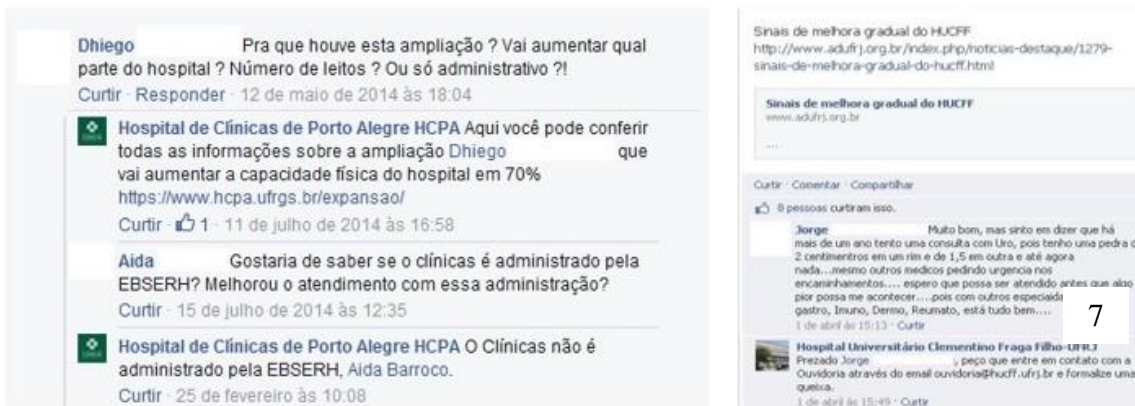 Dhiego Pra que houve esta ampliação ? Vai aumentar qual
parte do hospital ? Número de leitos ? Ou só administrativo ?!
Curtir · Responder · 12 de maio de 2014 às 18:04
Hospital de Clínicas de Porto Alegre HCPA Aqui você pode conferir
todas as informações sobre a ampliação Dhiego que
vai aumentar a capacidade física do hospital em 70%
https://www.hcpa.ufrgs.br/expansao/
Curtir · 1 · 11 de julho de 2014 às 16:58
Aida Gostaria de saber se o clínicas é administrado pela
EBSERH? Melhorou o atendimento com essa administração?
Curtir · 15 de julho de 2014 às 12:35
Hospital de Clínicas de Porto Alegre HCPA O Clínicas não é
administrado pela EBSERH, Aida Barroco.
Curtir · 25 de fevereiro às 10:08
Sinais de melhora gradual do HUCFF
http://www.adufrj.org.br/index.php/noticias-destaque/1279-
sinais-de-melhora-gradual-do-hucff.html
Sinais de melhora gradual do HUCFF
www.adufrj.org.br
...
Curtir · Comentar · Compartilhar
8 pessoas curtiram isso.
Jorge Muito bom, mas sinto em dizer que há
mais de um ano tento uma consulta com Uro, pois tenho uma pedra
2 centimentros em um rim e de 1,5 em outra e até agora
nada...mesmo outros medicos pedindo urgencia nos
encaminhamentos.... espero que possa ser atendido antes que algo
pior possa me acontecer....pois com outros
gastro, Imuno, Dermo, Reumato, está tudo bem....
1 de abril às 15:13 · Curtir
7
Hospital Universitário Clementino Fraga Filho-UFRJ
Prezado Jorge , peço que entre em contato com a
Ouvidoria através do email ouvidoria@hucff.ufrj.br e formalize uma
queixa.
1 de abril às 15:49 · Curtir